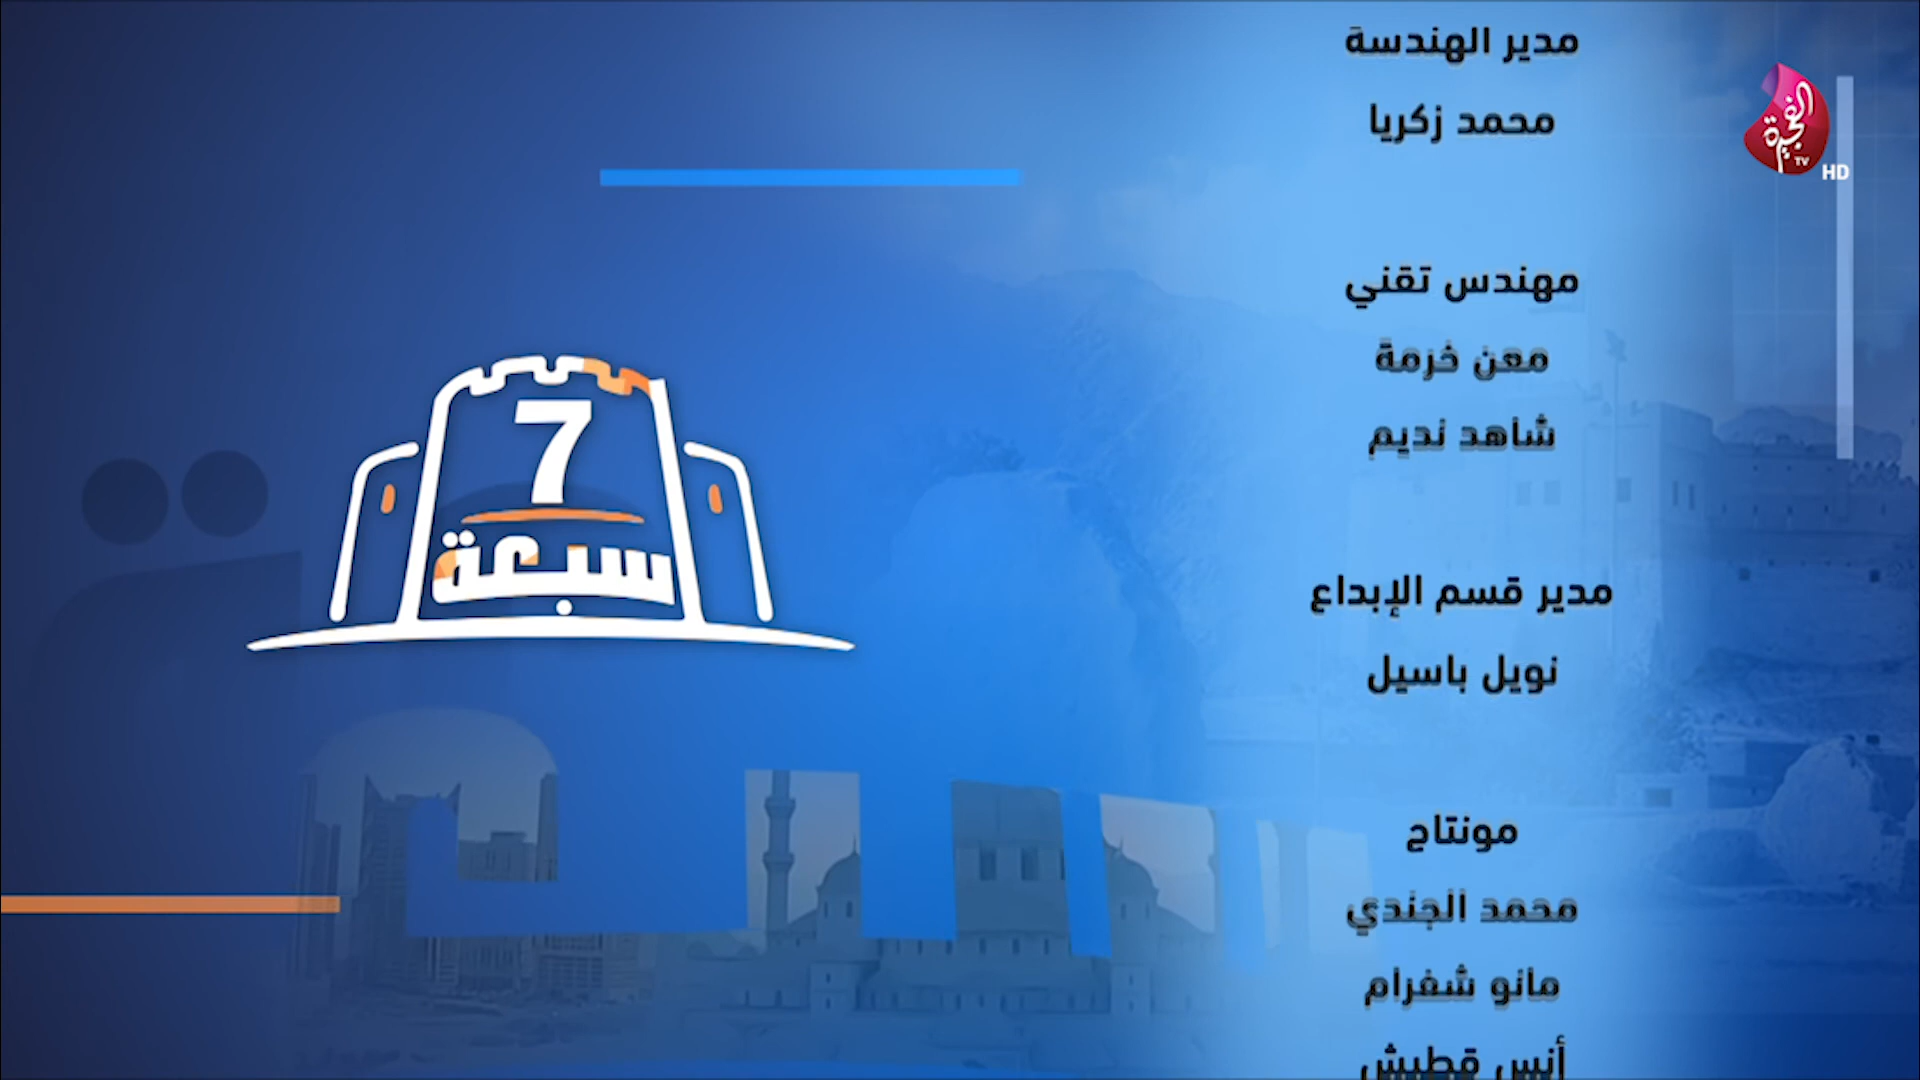 مدير الهندسة
محمد زكريا
مهندس تقني
معن خرمة
شاهد نديم
مدير قسم الإبداع
نويل باسيل
مونتاج
محمد الجندي
مانو شفرام
أنس قطيش
7
سبعة
الفجيرة
TV
HD